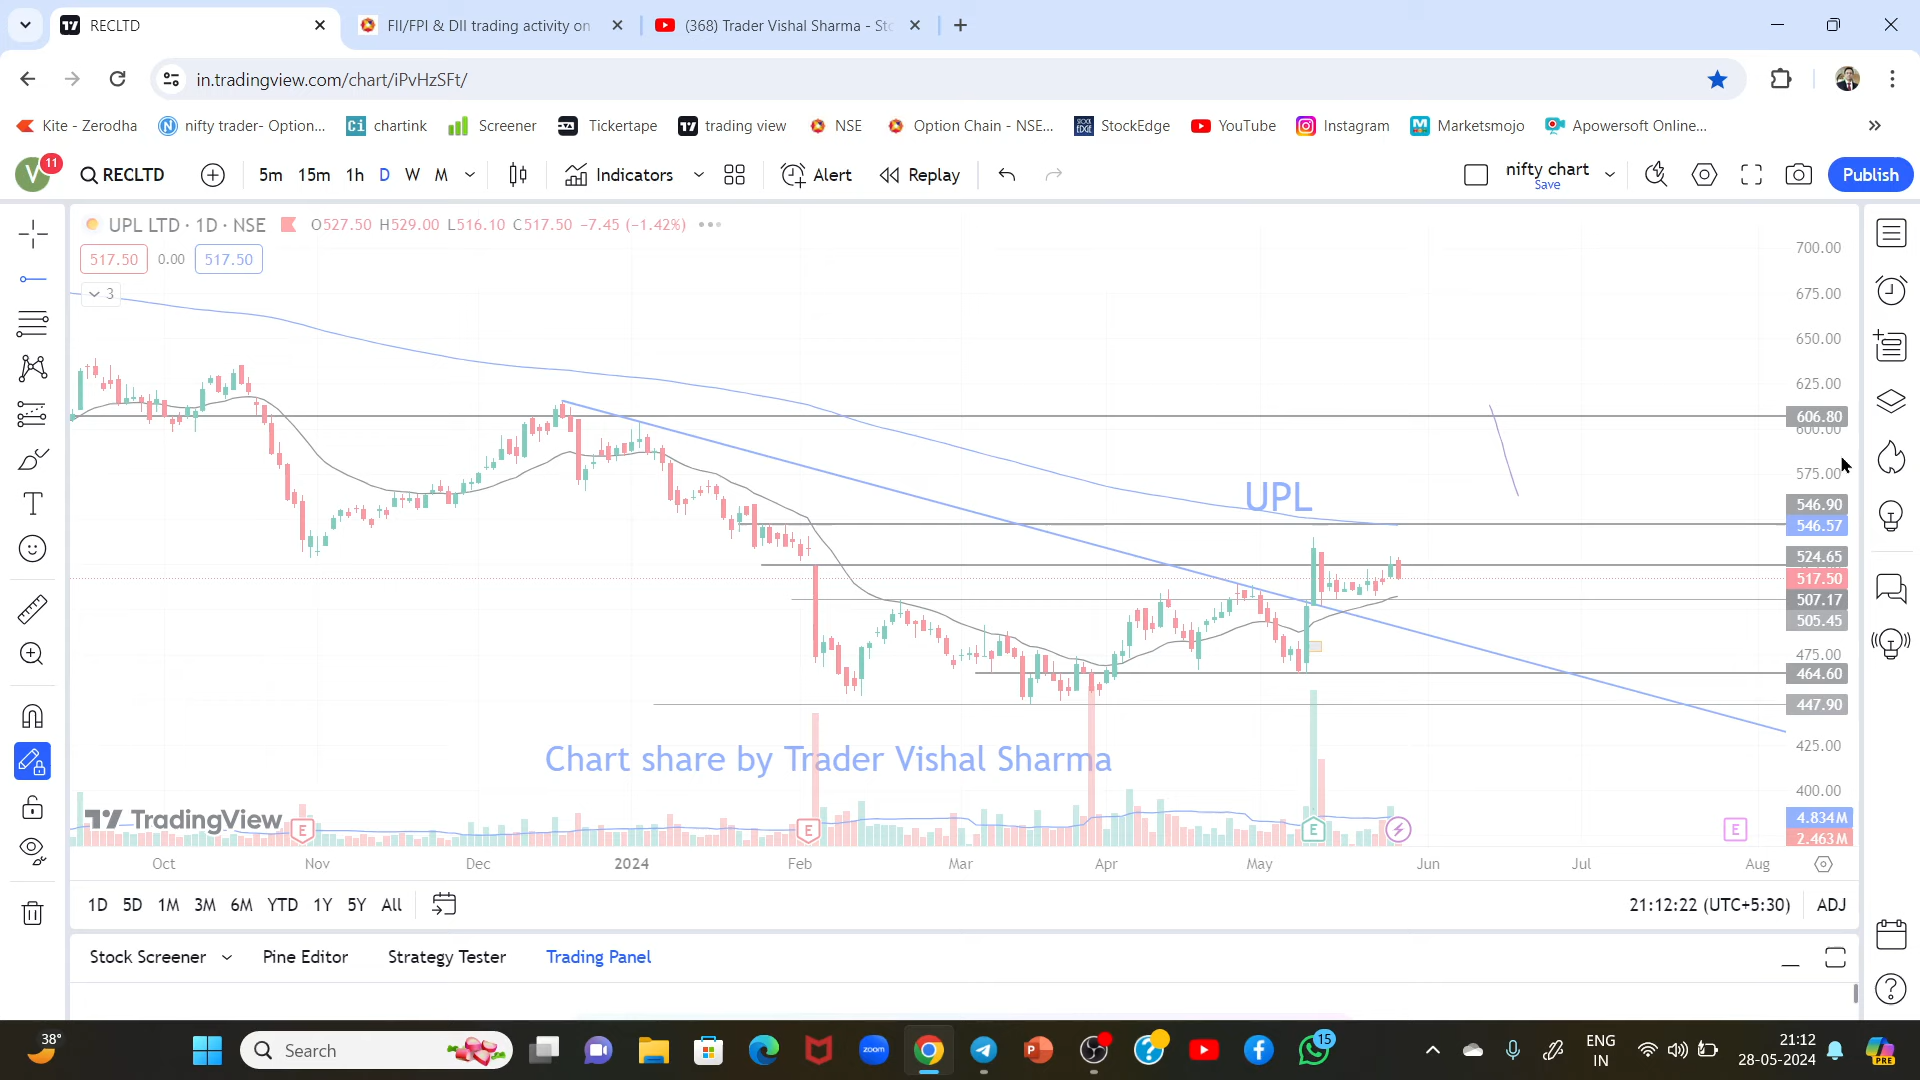 RECLTD
FII/FPI & DII trading activity on
(368) Trader Vishal Sharma - Sto
in.tradingview.com/chart/iPvHzSFt/
Kite - Zerodha
nifty trader- Option...
chartink
Screener
Tickertape
trading view
NSE
Option Chain - NSE...
StockEdge
YouTube
Instagram
Marketsmojo
Apowersoft Online...
V
11
RECLTD
5m
15m
1h
D
W
M
Indicators
Alert
Replay
nifty chart
Save
Publish
UPL LTD · 1D · NSE
O527.50 H529.00 L516.10 C517.50 -7.45 (-1.42%)
517.50
0.00
517.50
3
700.00
675.00
650.00
625.00
606.80
600.00
575.00
546.90
546.57
524.65
517.50
507.17
505.45
475.00
464.60
447.90
425.00
400.00
4.834M
2.463M
UPL
Chart share by Trader Vishal Sharma
TradingView
E
E
E
E
Oct
Nov
Dec
2024
Feb
Mar
Apr
May
Jun
Jul
Aug
1D
5D
1M
3M
6M
YTD
1Y
5Y
All
21:12:22 (UTC+5:30)
ADJ
Stock Screener
Pine Editor
Strategy Tester
Trading Panel
38°
Search
zoom
15
ENG
IN
21:12
28-05-2024
PRE